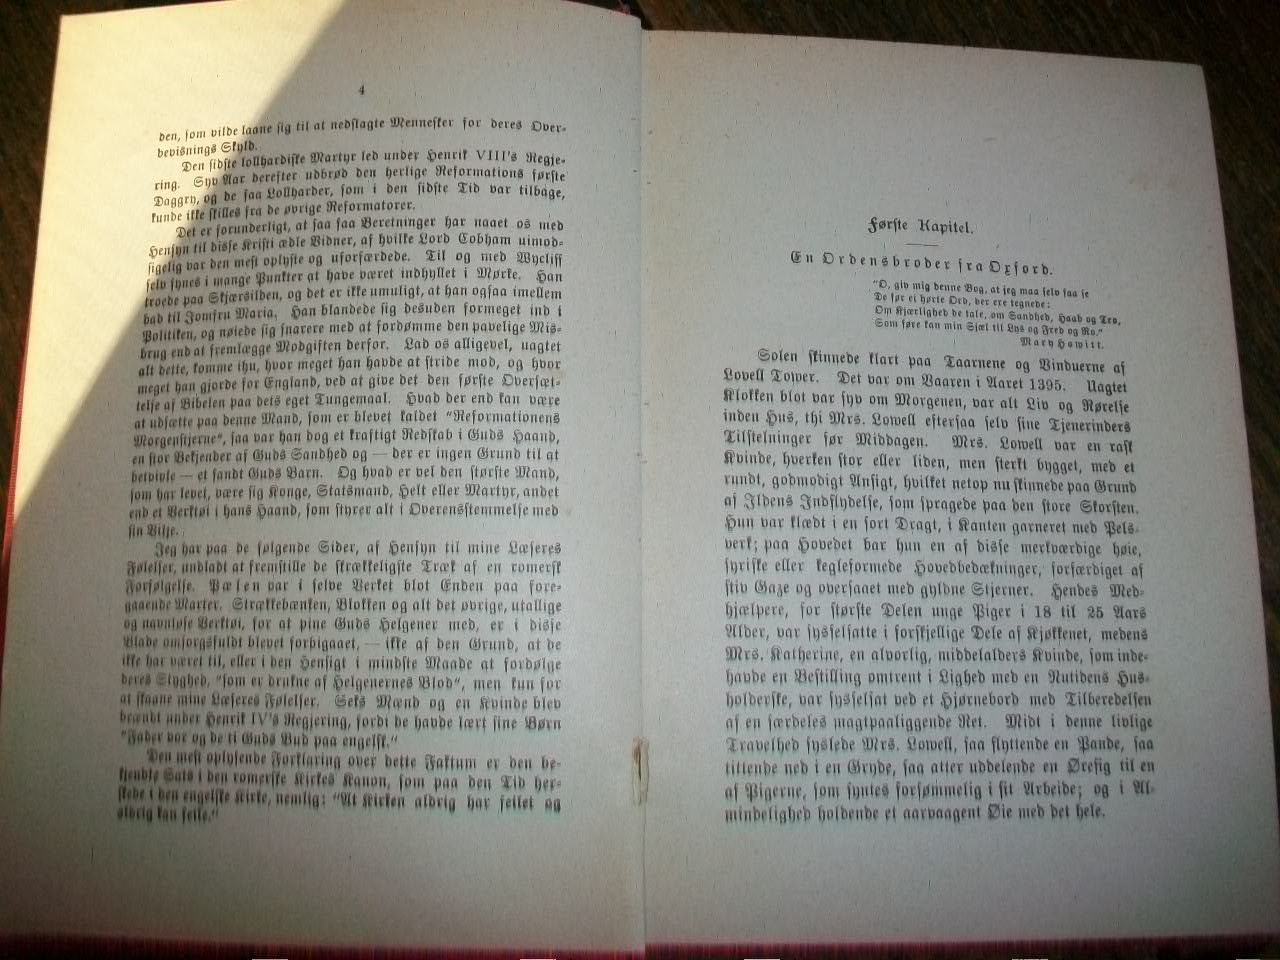 4
den, som vilde laane sig til at nedslagte Mennesker for deres Over-
bevisnings Skyld.
Den sidste lollhardiske Martyr led under Henrik VIII's Regje-
ring. Syv Aar derefter udbrød den herlige Reformations første
Daggry, og de faa Lollharder, som i den sidste Tid var tilbage,
kunde ikke skilles fra de øvrige Reformatorer.
Det er forunderligt, at saa faa Beretninger har naaet os med
Hensyn til disse Kristi ædle Vidner, af hvilke Lord Cobham uimod-
sigelig var den mest oplyste og uforfærdede. Til og med Wycliff
selv synes i mange Punkter at have været indhyllet i Mørke. Han
troede paa Skjærsilden, og det er ikke umuligt, at han ogsaa imellem
bad til Jomfru Maria. Han blandede sig desuden formeget ind i
Politiken, og nøiede sig snarere med at fordømme den pavelige Mis-
brug end at fremlægge Modgiften derfor. Lad os alligevel, uagtet
alt dette, komme ihu, hvor meget han havde at stride mod, og hvor
meget han gjorde for England, ved at give det den første Oversæt-
telse af Bibelen paa dets eget Tungemaal. Hvad der end kan være
at udsætte paa denne Mand, som er blevet kaldet "Reformationens
Morgenstjerne", saa var han dog et kraftigt Redskab i Guds Haand,
en stor Bekjender af Guds Sandhed og — der er ingen Grund til at
betvivle — et sandt Guds Barn. Og hvad er vel den største Mand,
som har levet, være sig Konge, Statsmand, Helt eller Martyr, andet
end et Verktøi i hans Haand, som styrer alt i Overensstemmelse med
sin Vilje.
Jeg har paa de følgende Sider, af Hensyn til mine Læseres
Følelser, undladt at fremstille de skrækkeligste Træk af en romersk
Forfølgelse. Pælen var i selve Verket blot Enden paa fore-
gaaende Marter. Strækkebænken, Blokken og alt det øvrige, utallige
og navnløse Verktøi, for at pine Guds Helgener med, er i disse
Blade omsorgsfuldt blevet forbigaaet, — ikke af den Grund, at de
ikke har været til, eller i den Hensigt i mindste Maade at fordølge
deres Slyghed, "som er drukne af Helgenernes Blod", men kun for
at skaane mine Læseres Følelser. Seks Mænd og en Kvinde blev
brændt under Henrik IV's Regjering, fordi de havde lært sine Børn
"Fader vor og de ti Guds Bud paa engelsk."
Den mest oplysende Forklaring over dette Faktum er den be-
kjendte Sats i den romerske Kirkes Kanon, som paa den Tid her-
skede i den engelske Kirke, nemlig: "At Kirken aldrig har feilet og
aldrig kan feile."
Første Kapitel.
En Ordensbroder fra Oxford.
"O, giv mig denne Bog, at jeg maa selv faa se
De før ei hørte Ord, der ere tegnede:
Om Kjærlighed de tale, om Sandhed, Haab og Tro,
Som føre kan min Sjæl til Lys og Fred og Ro."
Mary Howitt.
Solen skinnede klart paa Taarnene og Vinduerne af
Lovell Tower. Det var om Vaaren i Aaret 1395. Uagtet
Klokken blot var syv om Morgenen, var alt Liv og Rørelse
inden Hus, thi Mrs. Lowell eftersaa selv sine Tjenerinders
Tilstelninger før Middagen. Mrs. Lowell var en rask
Kvinde, hverken stor eller liden, men sterkt bygget, med et
rundt, godmodigt Ansigt, hvilket netop nu skinnede paa Grund
af Ildens Indflydelse, som spragede paa den store Skorsten.
Hun var klædt i en sort Dragt, i Kanten garneret med Pels-
verk; paa Hovedet bar hun en af disse merkværdige høie,
syriske eller kegleformede Hovedbedækninger, forfærdiget af
stiv Gaze og oversaaet med gyldne Stjerner. Hendes Med-
hjælpere, for største Delen unge Piger i 18 til 25 Aars
Alder, var sysselsatte i forskjellige Dele af Kjøkkenet, medens
Mrs. Katherine, en alvorlig, middelalders Kvinde, som inde-
havde en Bestilling omtrent i Lighed med en Nutidens Hus-
holderske, var sysselsat ved et Hjørnebord med Tilberedelsen
af en særdeles magtpaaliggende Ret. Midt i denne livlige
Travelhed syslede Mrs. Lowell, saa flyttende en Pande, saa
tittende ned i en Gryde, saa atter uddelende en Ørefig til en
af Pigerne, som syntes forsømmelig i sit Arbeide; og i Al-
mindelighed holdende et aarvaagent Øie med det hele.